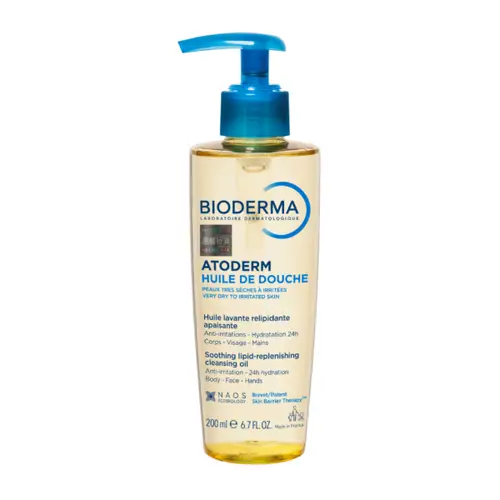 BIODERMA
LABORATOIRE DERMATOLOGIQUE
ATODERM
HUILE DE DOUCHE
PEAUX TRÈS SÈCHES À IRRITÉES
VERY DRY TO IRRITATED SKIN
Huile lavante relipidante
apaisante
Anti-irritations - Hydratation 24h
Corps - Visage - Mains
Soothing lipid-replenishing
cleansing oil
Anti-irritation - 24h hydration
Body - Face - Hands
NAOS
ECOBIOLOGY
Brevet/Patent
Skin Barrier Therapy™
200 ml ℮ 6.7 FL.OZ.
Made in France